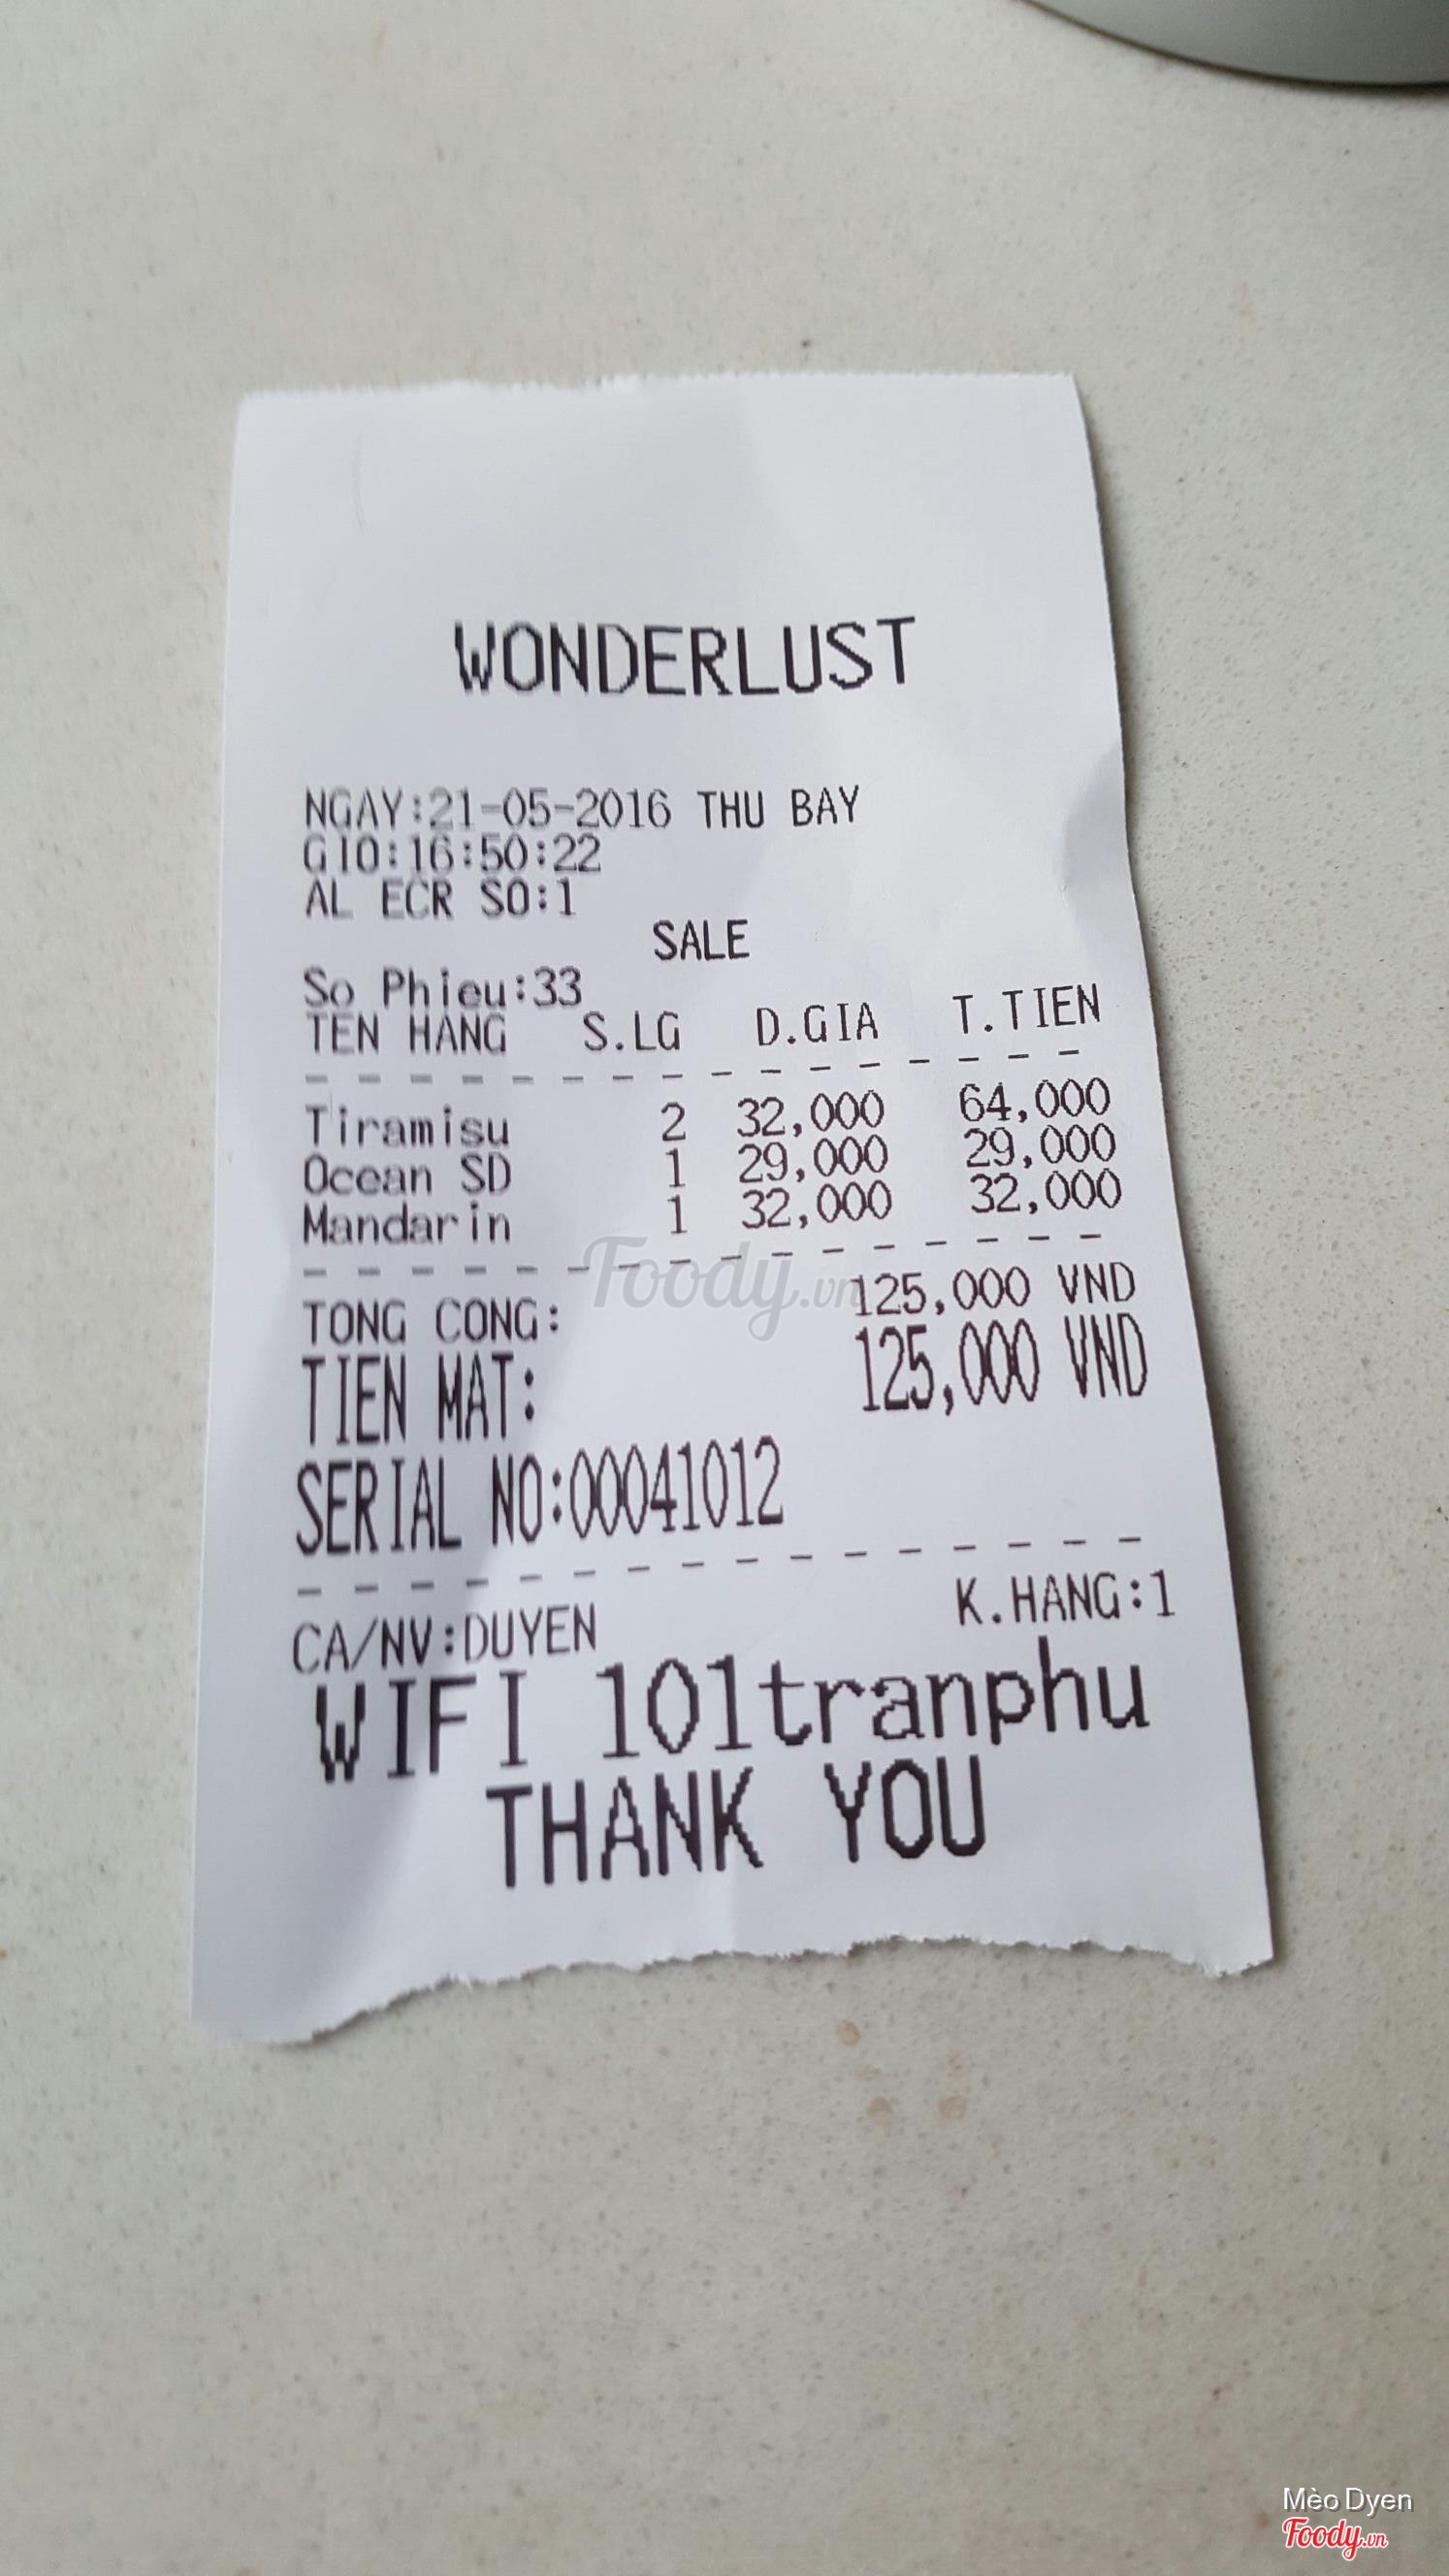 WONDERLUST
NGAY:21-05-2016 THU BAY
GIO:16:50:22
AL ECR SO:1
SALE
So Phieu:33
TEN HANG S.LG D.GIA T.TIEN
Tiramisu 2 32,000 64,000
Ocean SD 1 29,000 29,000
Mandarin 1 32,000 32,000
Foody.vn
TONG CONG: 125,000 VND
TIEN MAT: 125,000 VND
SERIAL NO:00041012
CA/NV:DUYEN K.HANG:1
WIFI 101tranphu
THANK YOU
Mèo Dyen
Foody.vn